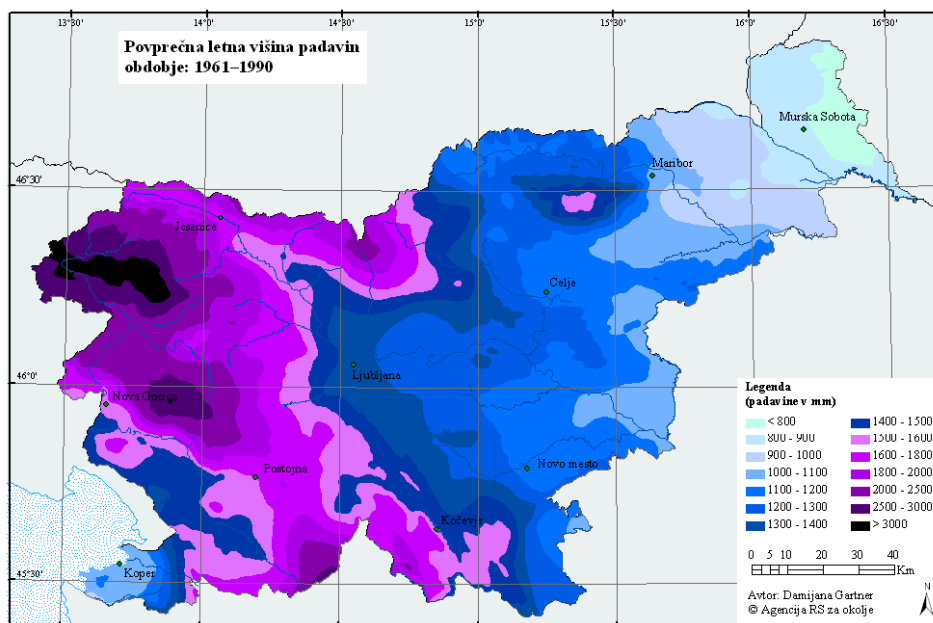 13°30' 14°0' 14°30' 15°0' 15°30' 16°0' 16°30'
Povprečna letna višina padavin
obdobje: 1961–1990
Murska Sobota
46°30'
Maribor
Jesenice
Celje
Ljubljana
46°0'
Nova Gorica
Postojna
Novo mesto
Kočevje
45°30'
Koper
Legenda
(padavine v mm)
< 800 1400 - 1500
800 - 900 1500 - 1600
900 - 1000 1600 - 1800
1000 - 1100 1800 - 2000
1100 - 1200 2000 - 2500
1200 - 1300 2500 - 3000
1300 - 1400 > 3000
0 5 10 20 30 40
Km
Avtor: Damijana Gartner
© Agencija RS za okolje
N